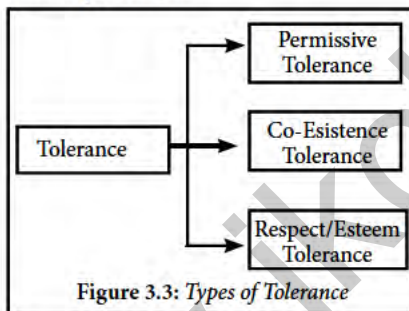 Permissive
Tolerance
Tolerance
Co-Esistence
Tolerance
Respect/Esteem
Tolerance
Figure 3.3: Types of Tolerance